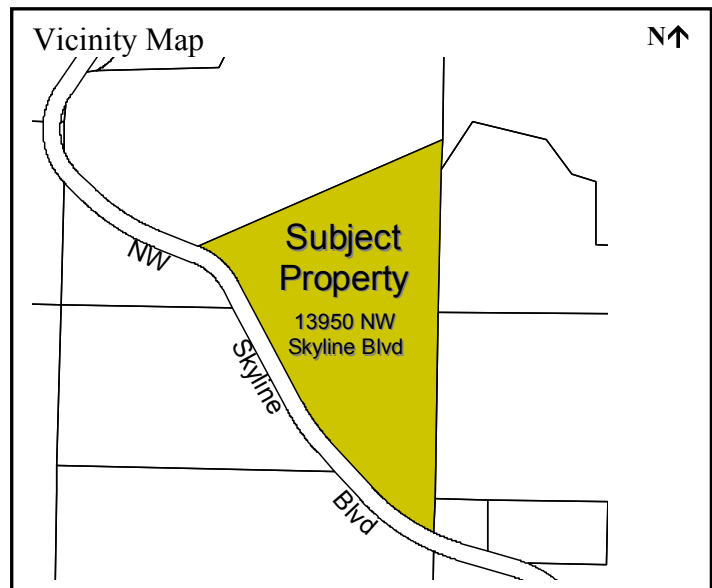 Vicinity Map
N↑
Subject
Property
13950 NW
Skyline Blvd
NW
Skyline
Blvd